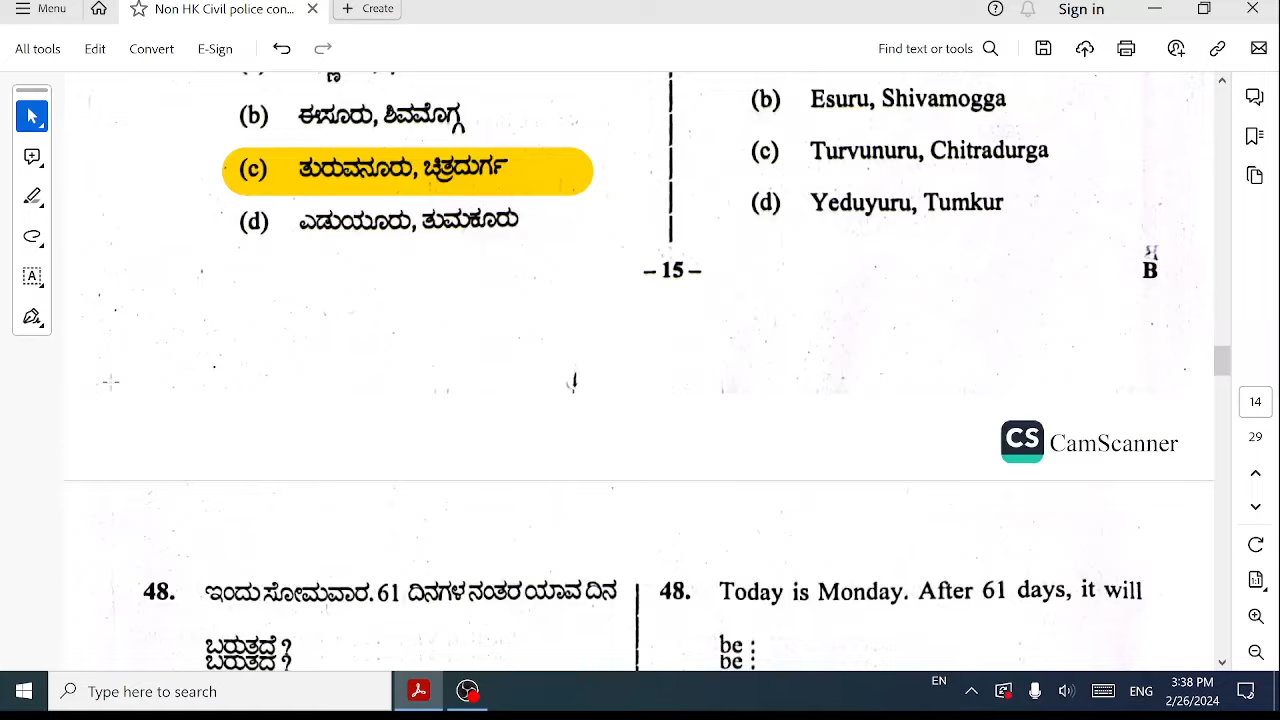 Menu
Non HK Civil police con...
Create
Sign in
All tools
Edit
Convert
E-Sign
Find text or tools
(b) ಈಸೂರು, ಶಿವಮೊಗ್ಗ
(c) ತುರುವನೂರು, ಚಿತ್ರದುರ್ಗ
(d) ಎಡುಯೂರು, ತುಮಕೂರು
(b) Esuru, Shivamogga
(c) Turvunuru, Chitradurga
(d) Yeduyuru, Tumkur
– 15 –
B
CS CamScanner
48. ಇಂದು ಸೋಮವಾರ. 61 ದಿನಗಳ ನಂತರ ಯಾವ ದಿನ
ಬರುತ್ತದೆ ?
48. Today is Monday. After 61 days, it will
be :
14
29
Type here to search
EN
ENG
3:38 PM
2/26/2024